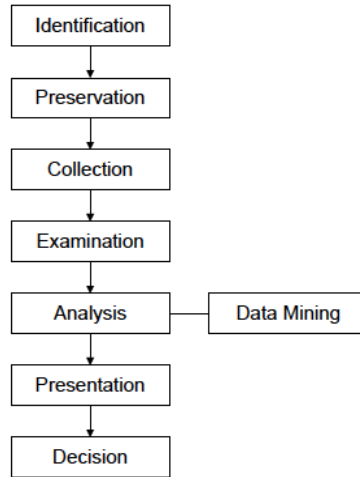 Identification
Preservation
Collection
Examination
Analysis
Data Mining
Presentation
Decision